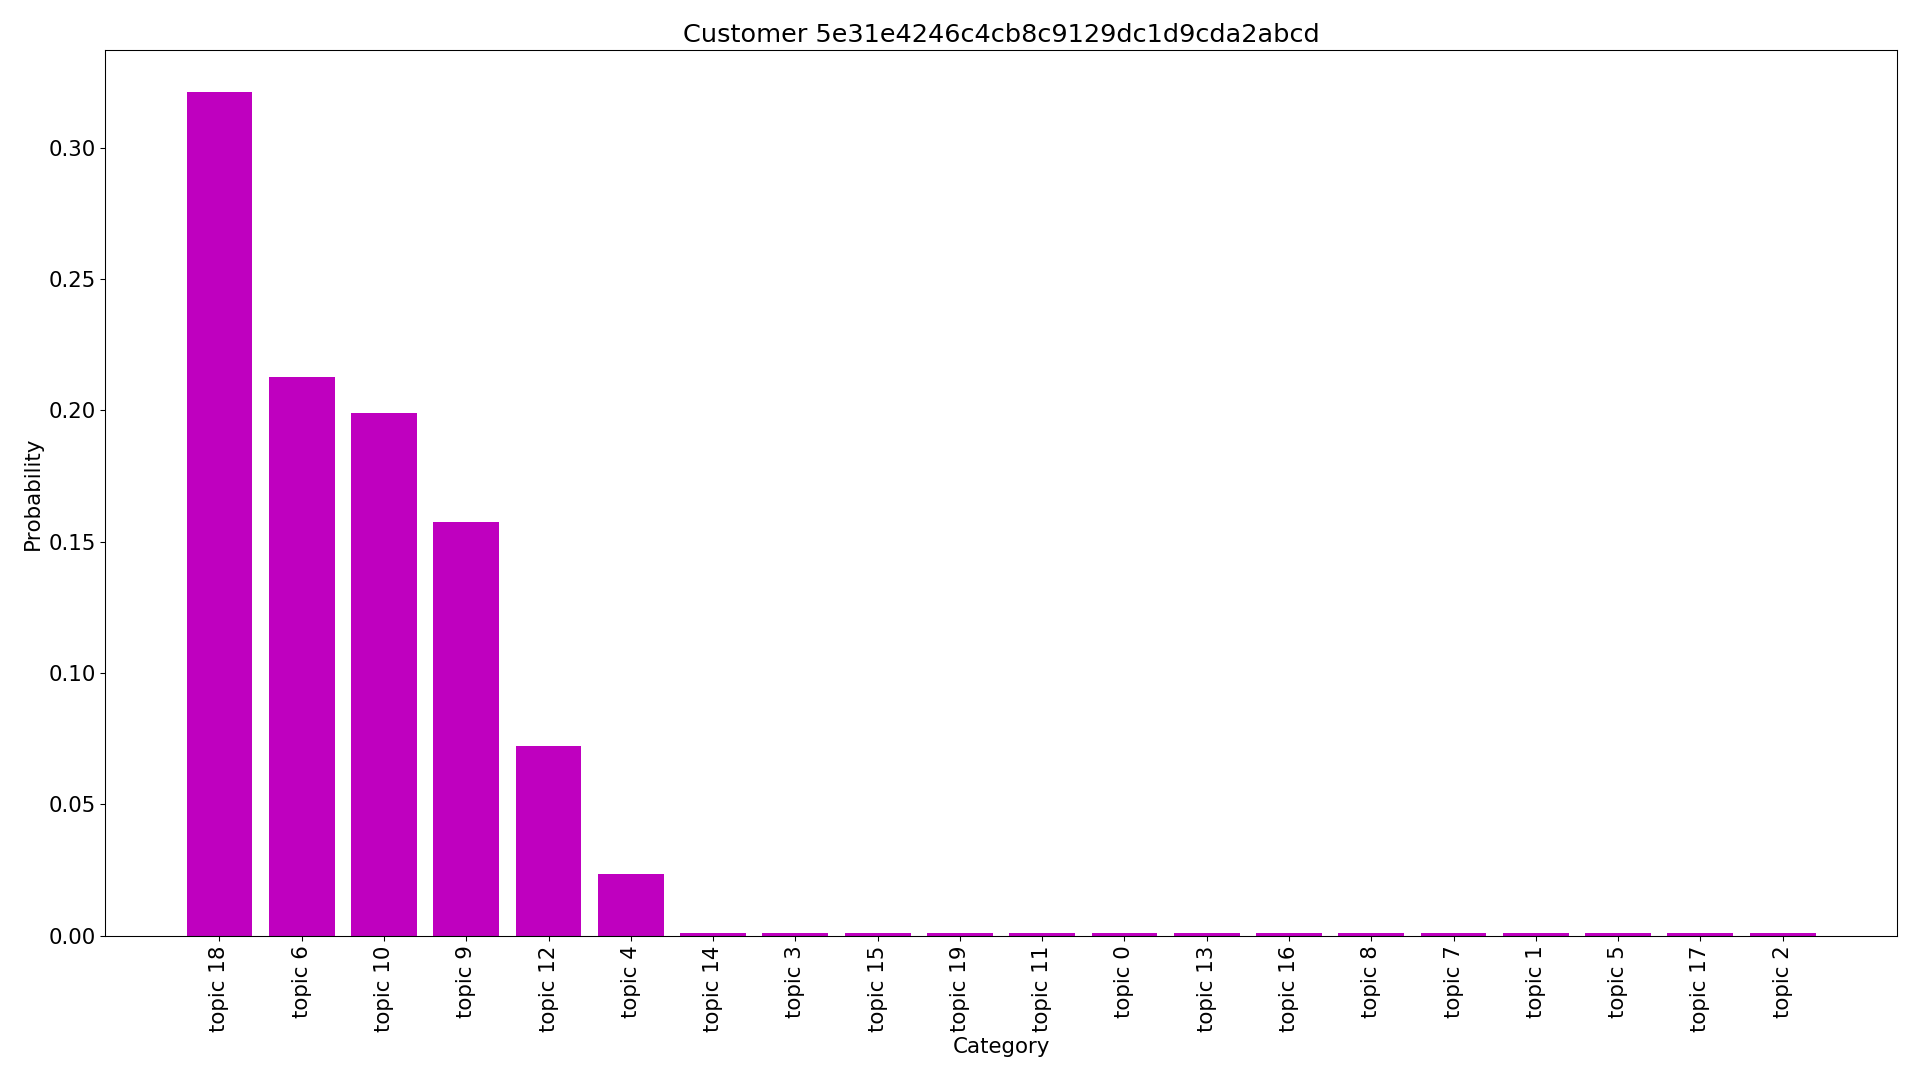 Customer 5e31e4246c4cb8c9129dc1d9cda2abcd
Probability
0.30
0.25
0.20
0.15
0.10
0.05
0.00
topic 18
topic 6
topic 10
topic 9
topic 12
topic 4
topic 14
topic 3
topic 15
topic 19
topic 11
topic 0
topic 13
topic 16
topic 8
topic 7
topic 1
topic 5
topic 17
topic 2
Category